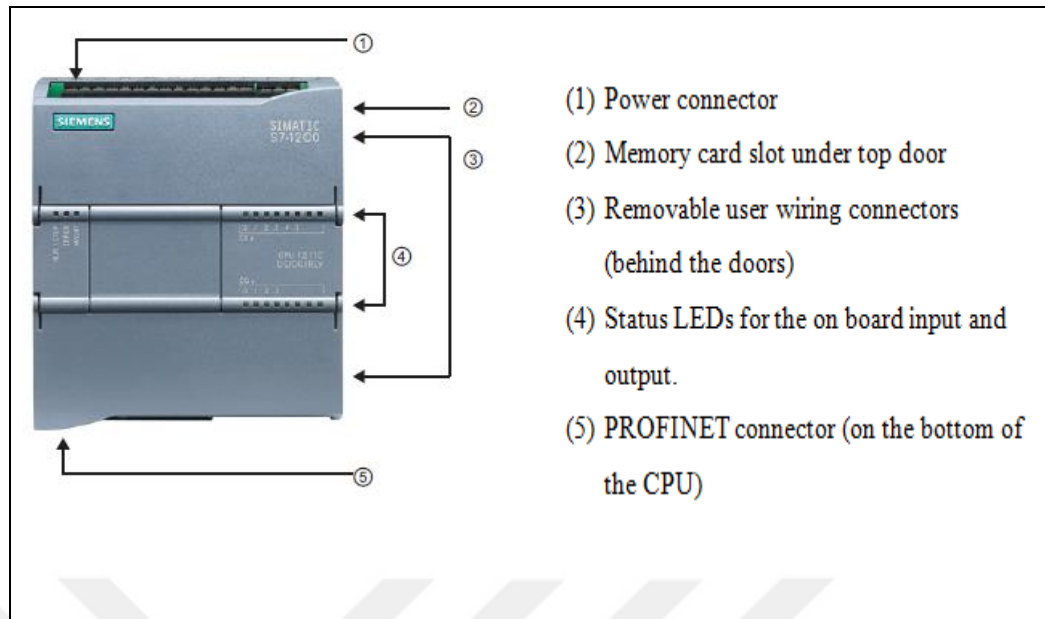 ①
②
③
④
⑤
SIEMENS
SIMATIC
S7-1200
(1) Power connector
(2) Memory card slot under top door
(3) Removable user wiring connectors
(behind the doors)
(4) Status LEDs for the on board input and
output.
(5) PROFINET connector (on the bottom of
the CPU)